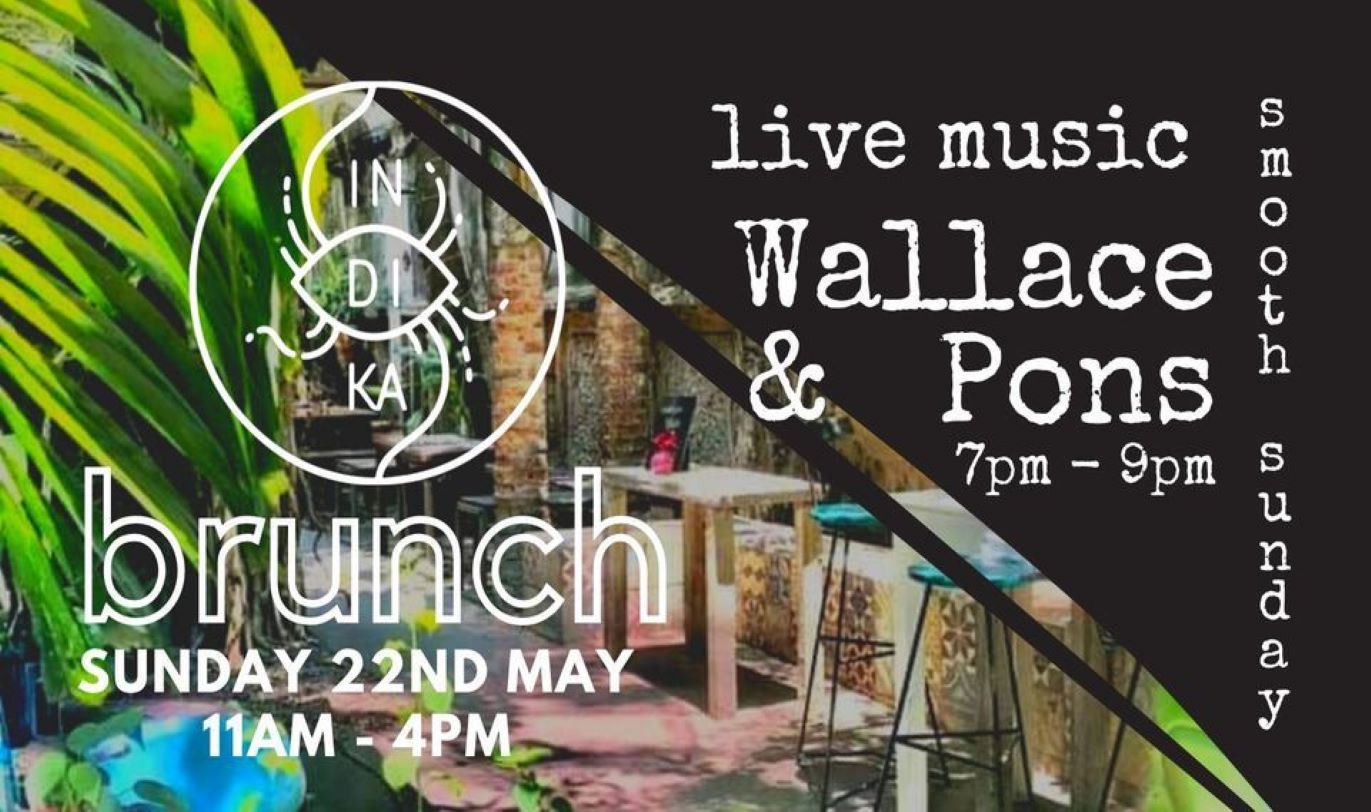 IN
DI
KA
brunch
SUNDAY 22ND MAY
11AM - 4PM
live music
Wallace
& Pons
7pm - 9pm
smooth sunday